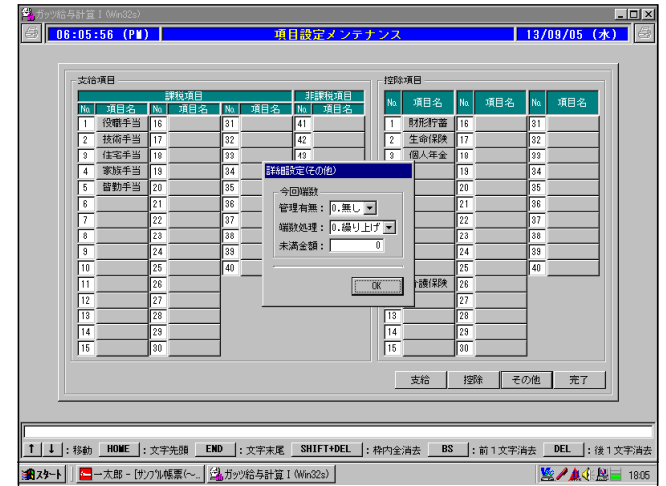 ガッツ給与計算Ⅰ (Win32s)
06:05:56 (PM) 項目設定メンテナンス 13/09/05 (水)
支給項目
課税項目 非課税項目
No. 項目名 No. 項目名 No. 項目名 No. 項目名
1 役職手当 16 31 41
2 技術手当 17 32 42
3 住宅手当 18 33 43
4 家族手当 19 34
5 皆勤手当 20 35
6 21 36
7 22 37
8 23 38
9 24 39
10 25 40
11 26
12 27
13 28
14 29
15 30
控除項目
No. 項目名 No. 項目名 No. 項目名
1 財形貯蓄 16 31
2 生命保険 17 32
3 個人年金 18 33
19 34
20 35
21 36
22 37
23 38
24 39
25 40
介護保険 26
27
13 28
14 29
15 30
詳細設定(その他)
今回端数
管理有無： 0.無し
端数処理： 0.繰り上げ
未満金額： 0
OK
支給 控除 その他 完了
↑ ↓ ：移動 HOME ：文字先頭 END ：文字末尾 SHIFT+DEL ：枠内全消去 BS ：前１文字消去 DEL ：後１文字消去
スタート 一太郎 - [サンプル帳票(～... ガッツ給与計算Ⅰ (Win32s) 18:05